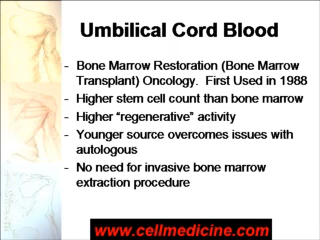 Umbilical Cord Blood
- Bone Marrow Restoration (Bone Marrow
Transplant) Oncology. First Used in 1988
- Higher stem cell count than bone marrow
- Higher “regenerative” activity
- Younger source overcomes issues with
autologous
- No need for invasive bone marrow
extraction procedure
www.cellmedicine.com